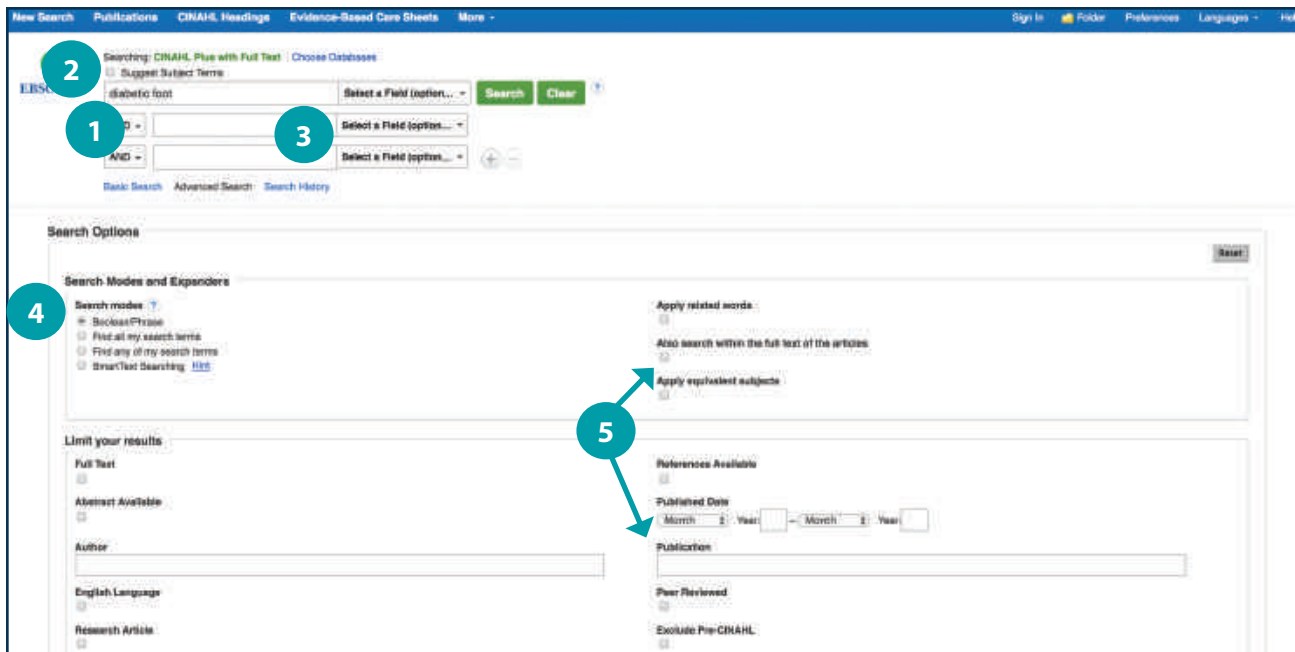 New Search Publications CINAHL Headings Evidence-Based Care Sheets More Sign In Folder Preferences Languages Hel
Searching: CINAHL Plus with Full Text Choose Databases
2
Suggest Subject Terms
EBSC
diabetic foot Select a Field (option... Search Clear ?
1
3
Select a Field (option...
AND Select a Field (option... + −
Basic Search Advanced Search Search History
Search Options
Reset
Search Modes and Expanders
4
Search modes ?
Boolean/Phrase
Find all my search terms
Find any of my search terms
SmartText Searching Hint
Apply related words
Also search within the full text of the articles
Apply equivalent subjects
5
Limit your results
Full Text
References Available
Abstract Available
Published Date
Month Year: – Month Year:
Author
Publication
English Language
Peer Reviewed
Research Article
Exclude Pre-CINAHL